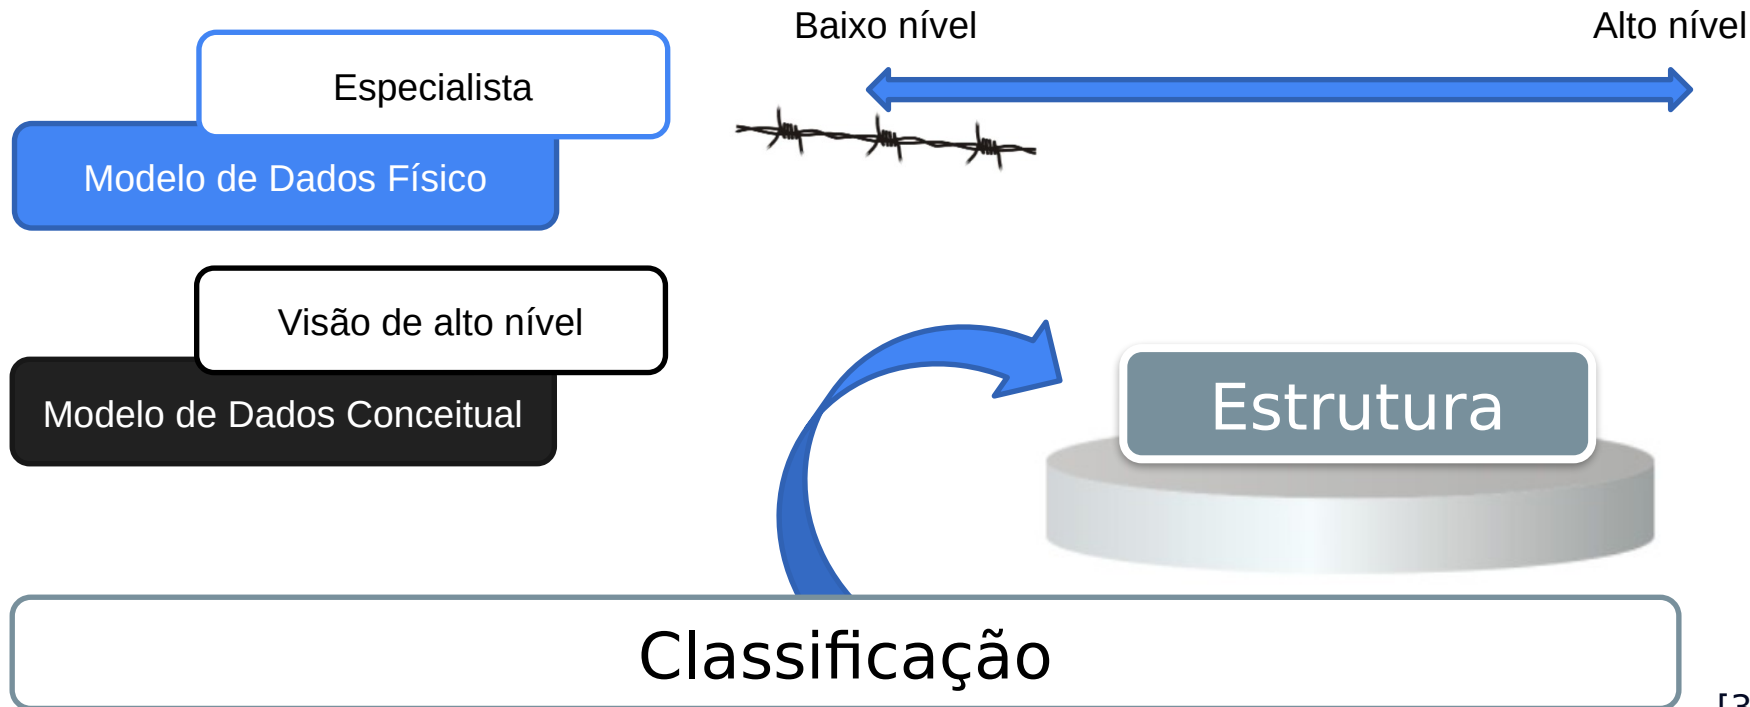 Baixo nível
Alto nível
Especialista
Modelo de Dados Físico
Visão de alto nível
Modelo de Dados Conceitual
Estrutura
Classificação